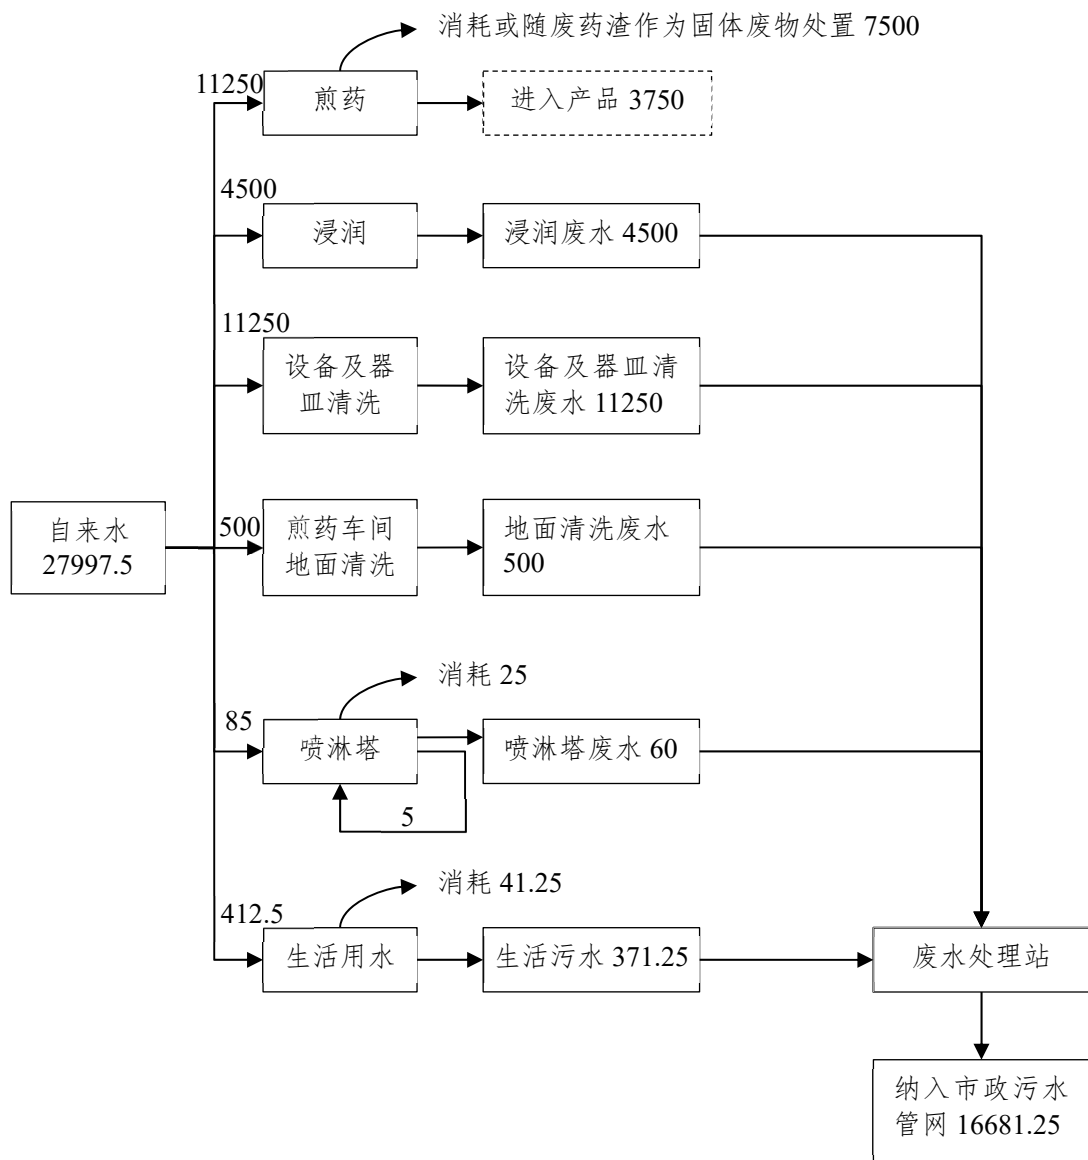 消耗或随废药渣作为固体废物处置 7500
11250
煎药
进入产品 3750
4500
浸润
浸润废水 4500
11250
设备及器
皿清洗
设备及器皿清
洗废水 11250
自来水
27997.5
500
煎药车间
地面清洗
地面清洗废水
500
消耗 25
85
喷淋塔
喷淋塔废水 60
5
消耗 41.25
412.5
生活用水
生活污水 371.25
废水处理站
纳入市政污水
管网 16681.25